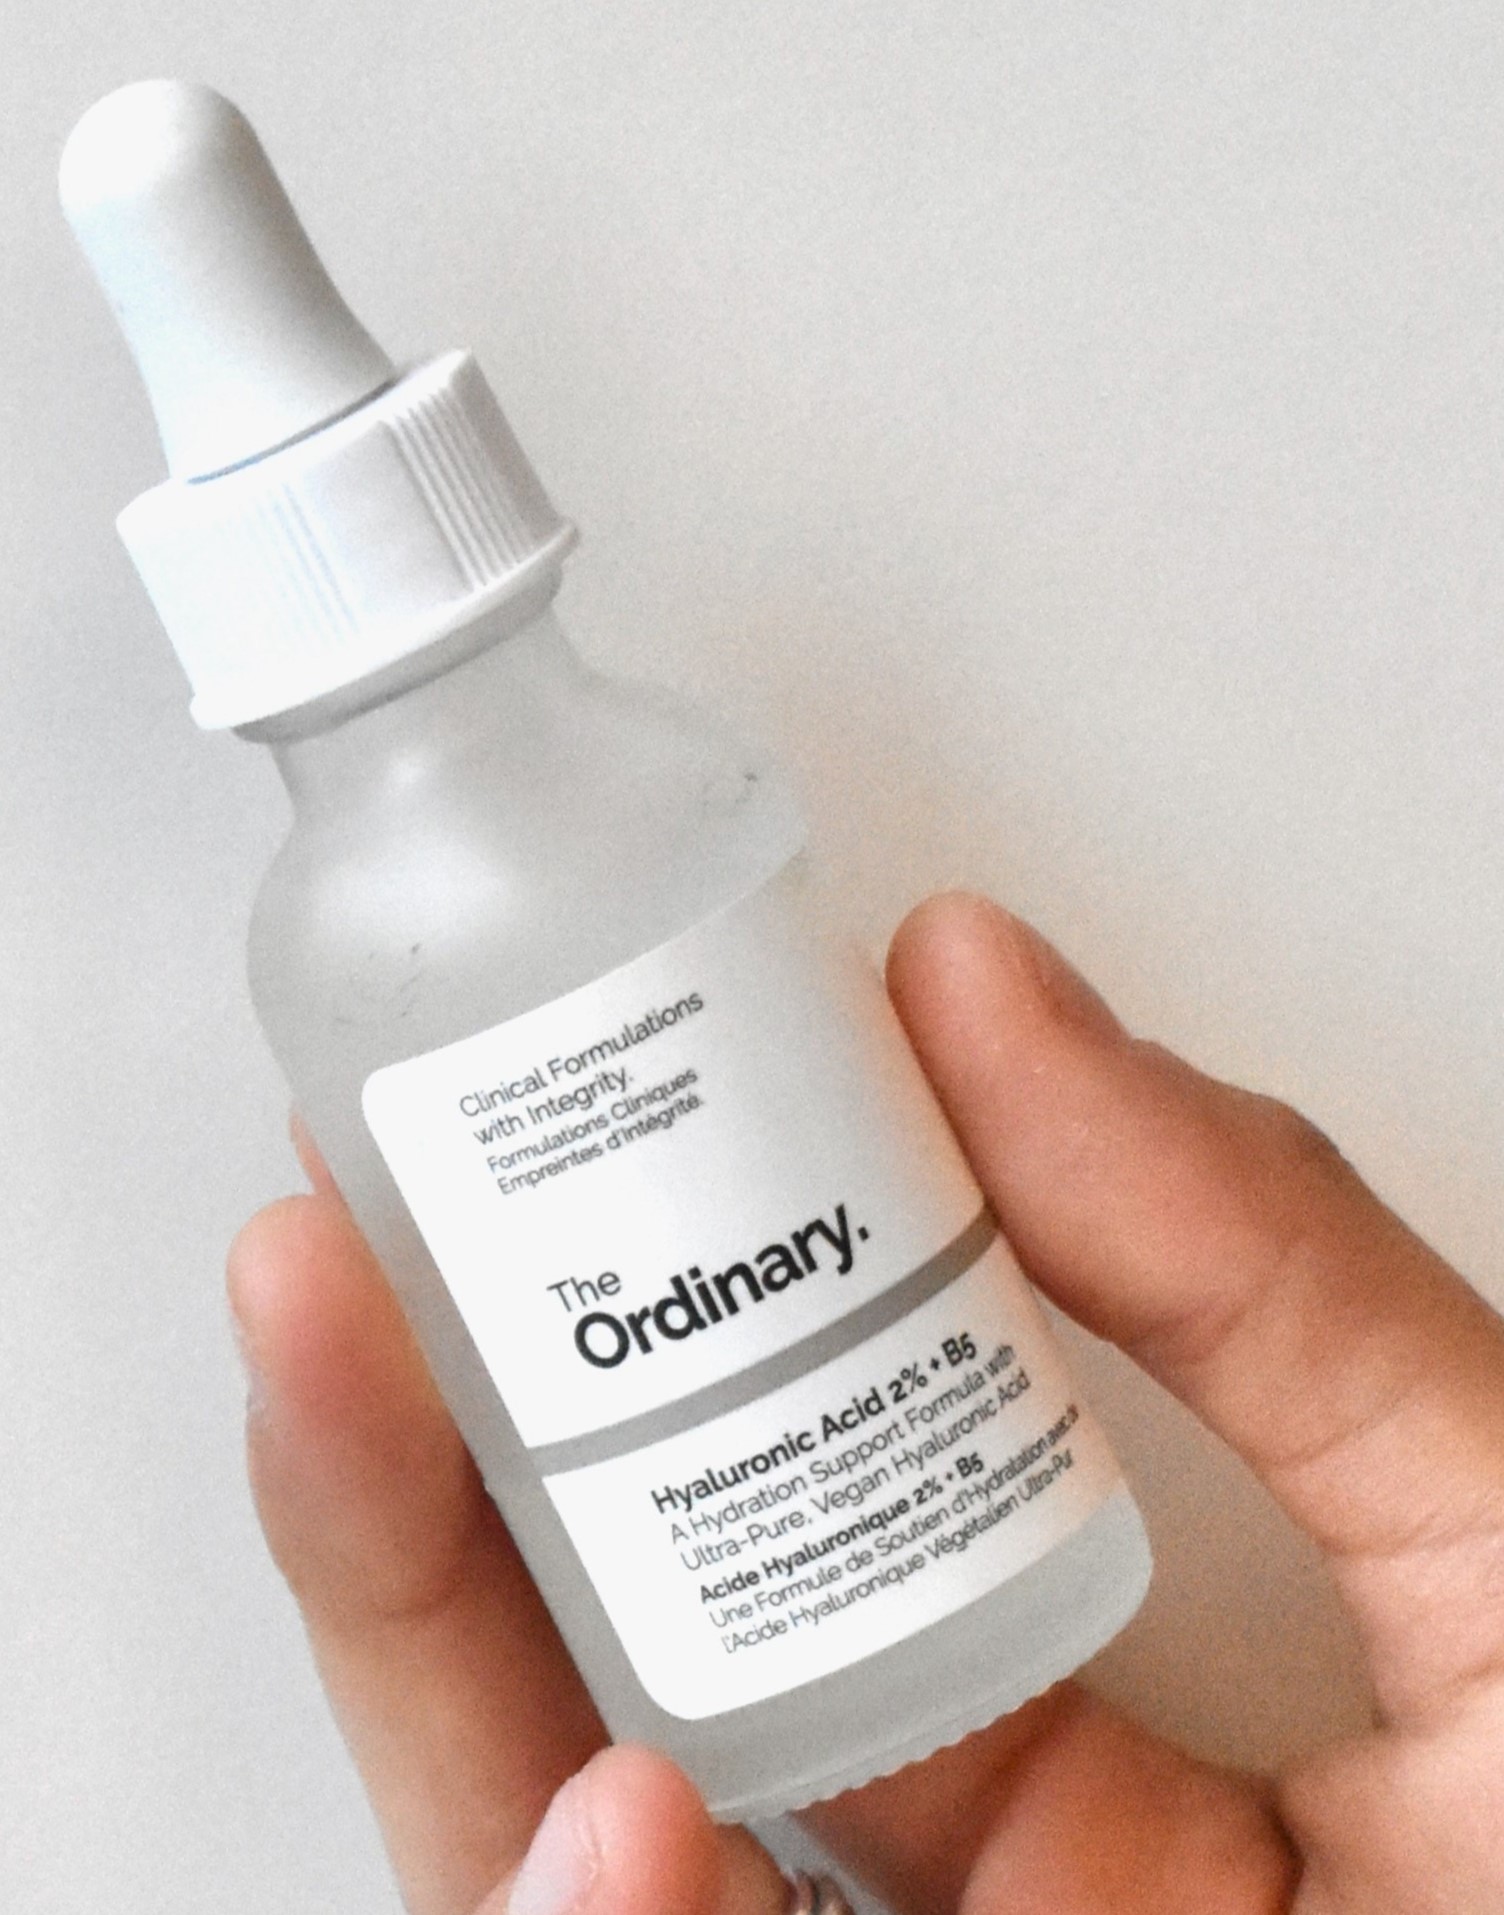 Clinical Formulations
with Integrity.
Formulations Cliniques
Empreintes d'Intégrité.
The
Ordinary.
Hyaluronic Acid 2% + B5
A Hydration Support Formula with
Ultra-Pure, Vegan Hyaluronic Acid
Acide Hyaluronique 2% + B5
Une Formule de Soutien d'Hydratation avec de
l'Acide Hyaluronique Végétalien Ultra-Pur